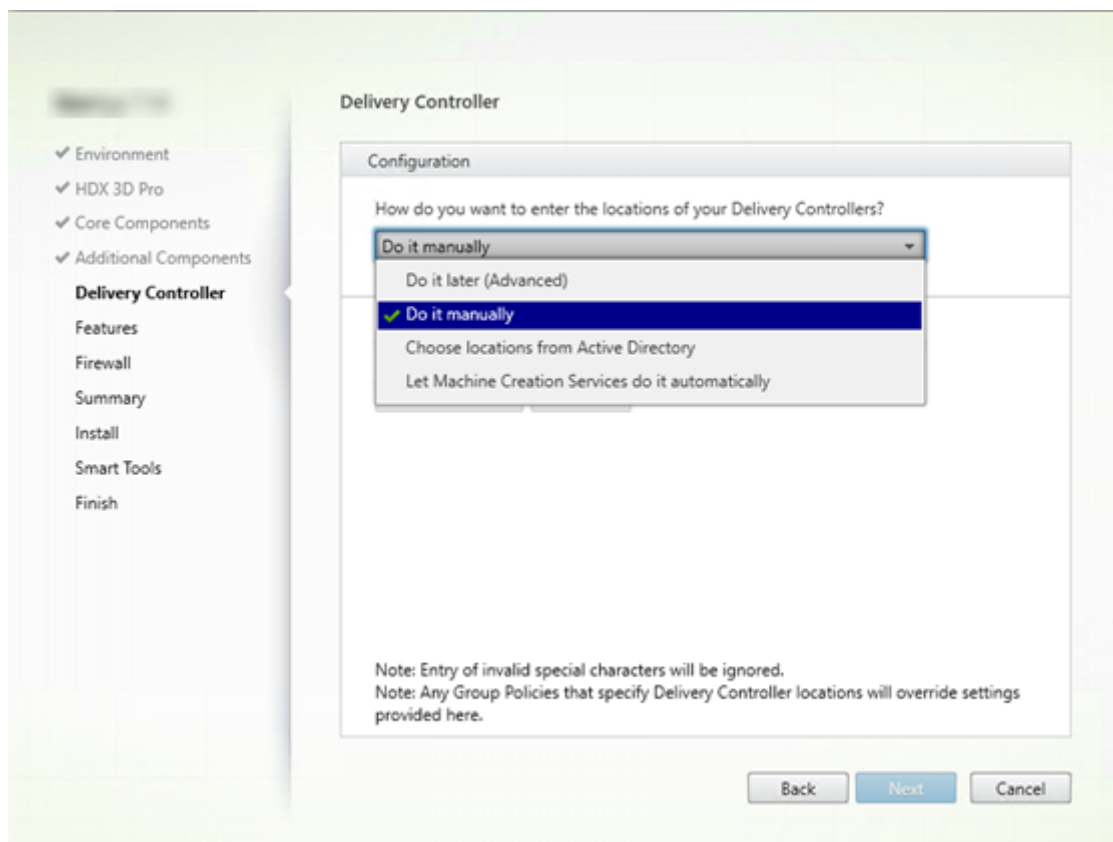 Delivery Controller
Environment
HDX 3D Pro
Core Components
Additional Components
Delivery Controller
Features
Firewall
Summary
Install
Smart Tools
Finish
Configuration
How do you want to enter the locations of your Delivery Controllers?
Do it manually
Do it later (Advanced)
Do it manually
Choose locations from Active Directory
Let Machine Creation Services do it automatically
Note: Entry of invalid special characters will be ignored.
Note: Any Group Policies that specify Delivery Controller locations will override settings
provided here.
Back
Next
Cancel